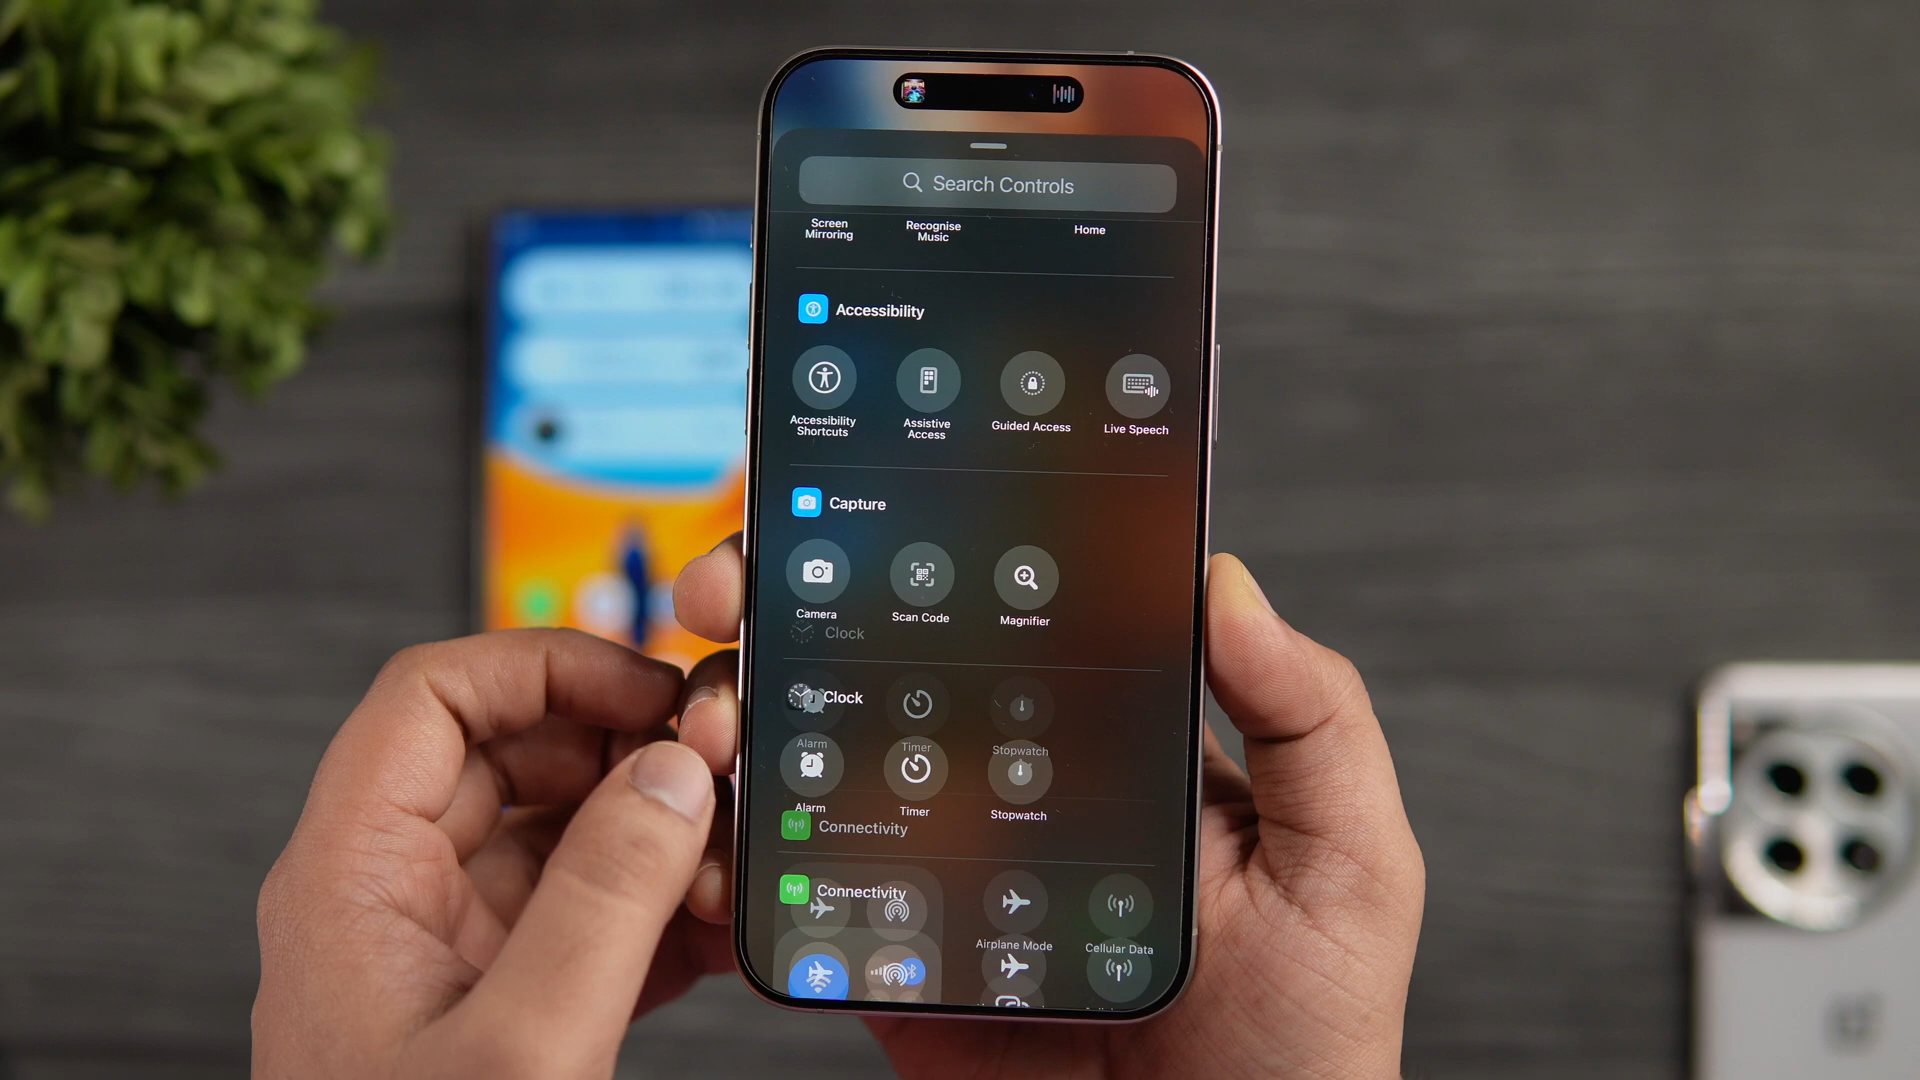 Search Controls
Screen
Mirroring
Recognise
Music
Home
Accessibility
Accessibility
Shortcuts
Assistive
Access
Guided Access
Live Speech
Capture
Camera
Scan Code
Magnifier
Clock
Clock
Alarm
Timer
Stopwatch
Alarm
Timer
Stopwatch
Connectivity
Connectivity
Airplane Mode
Cellular Data